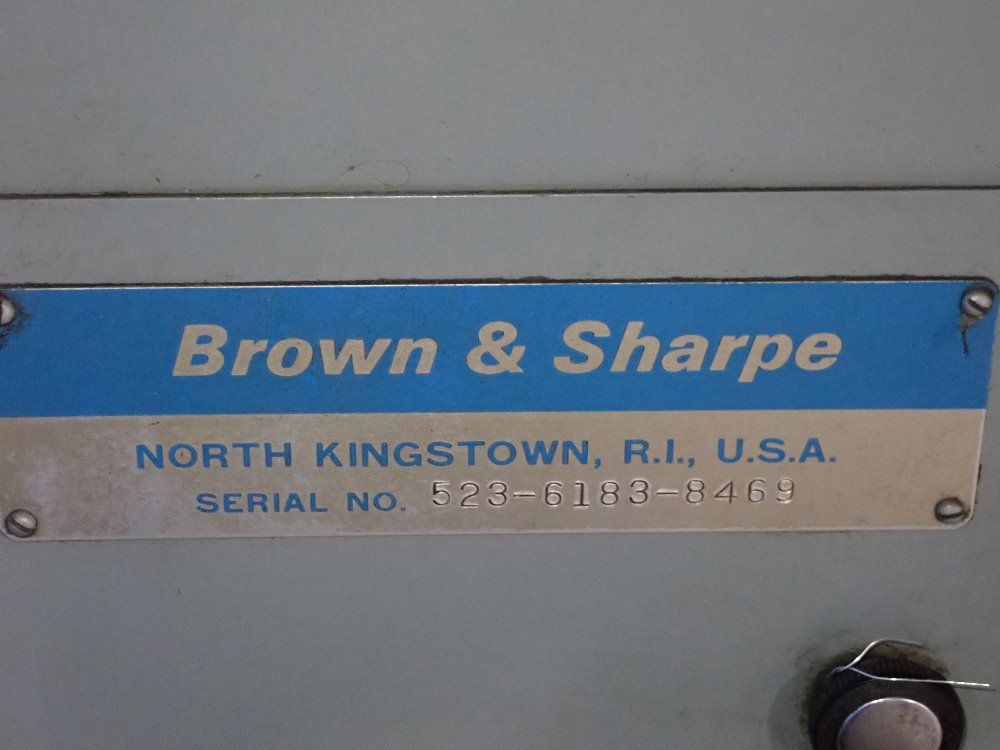 Brown & Sharpe
NORTH KINGSTOWN, R.I., U.S.A.
SERIAL NO. 523-6183-8469